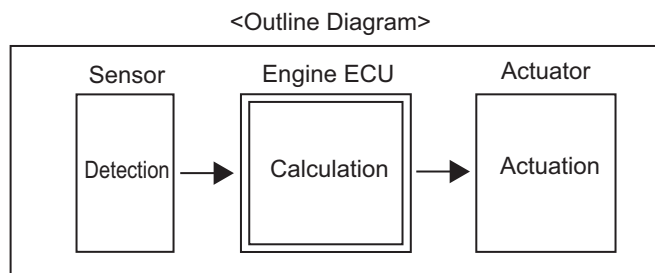 <Outline Diagram>
Sensor
Engine ECU
Actuator
Detection
Calculation
Actuation